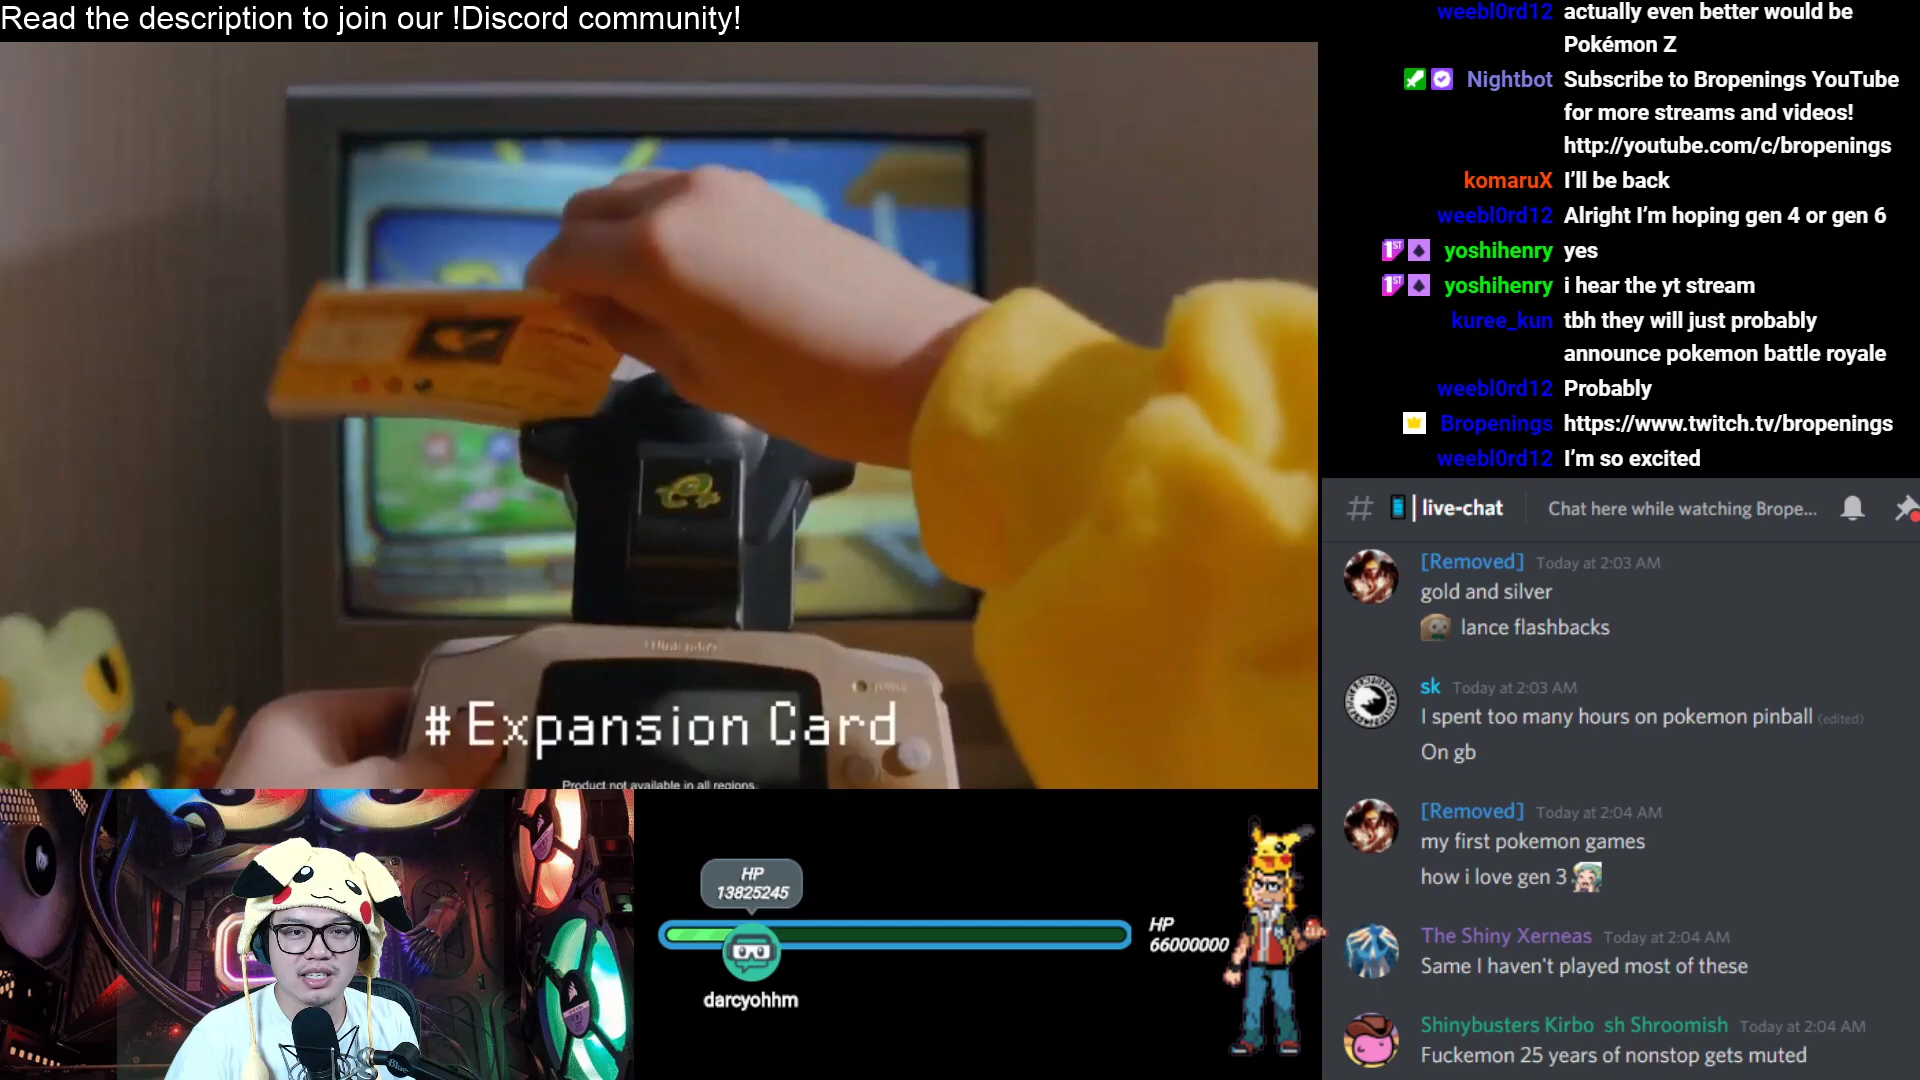 Read the description to join our !Discord community!
# Expansion Card
Product not available in all regions.
HP
13825245
HP
66000000
darcyohhm
weebl0rd12 actually even better would be
Pokémon Z
Nightbot Subscribe to Bropenings YouTube
for more streams and videos!
http://youtube.com/c/bropenings
komaruX I'll be back
weebl0rd12 Alright I'm hoping gen 4 or gen 6
1ST yoshihenry yes
1ST yoshihenry i hear the yt stream
kuree_kun tbh they will just probably
announce pokemon battle royale
weebl0rd12 Probably
Bropenings https://www.twitch.tv/bropenings
weebl0rd12 I'm so excited
# | live-chat Chat here while watching Brope...
[Removed] Today at 2:03 AM
gold and silver
lance flashbacks
sk Today at 2:03 AM
I spent too many hours on pokemon pinball (edited)
On gb
[Removed] Today at 2:04 AM
my first pokemon games
how i love gen 3
The Shiny Xerneas Today at 2:04 AM
Same I haven't played most of these
Shinybusters Kirbo sh Shroomish Today at 2:04 AM
Fuckemon 25 years of nonstop gets muted